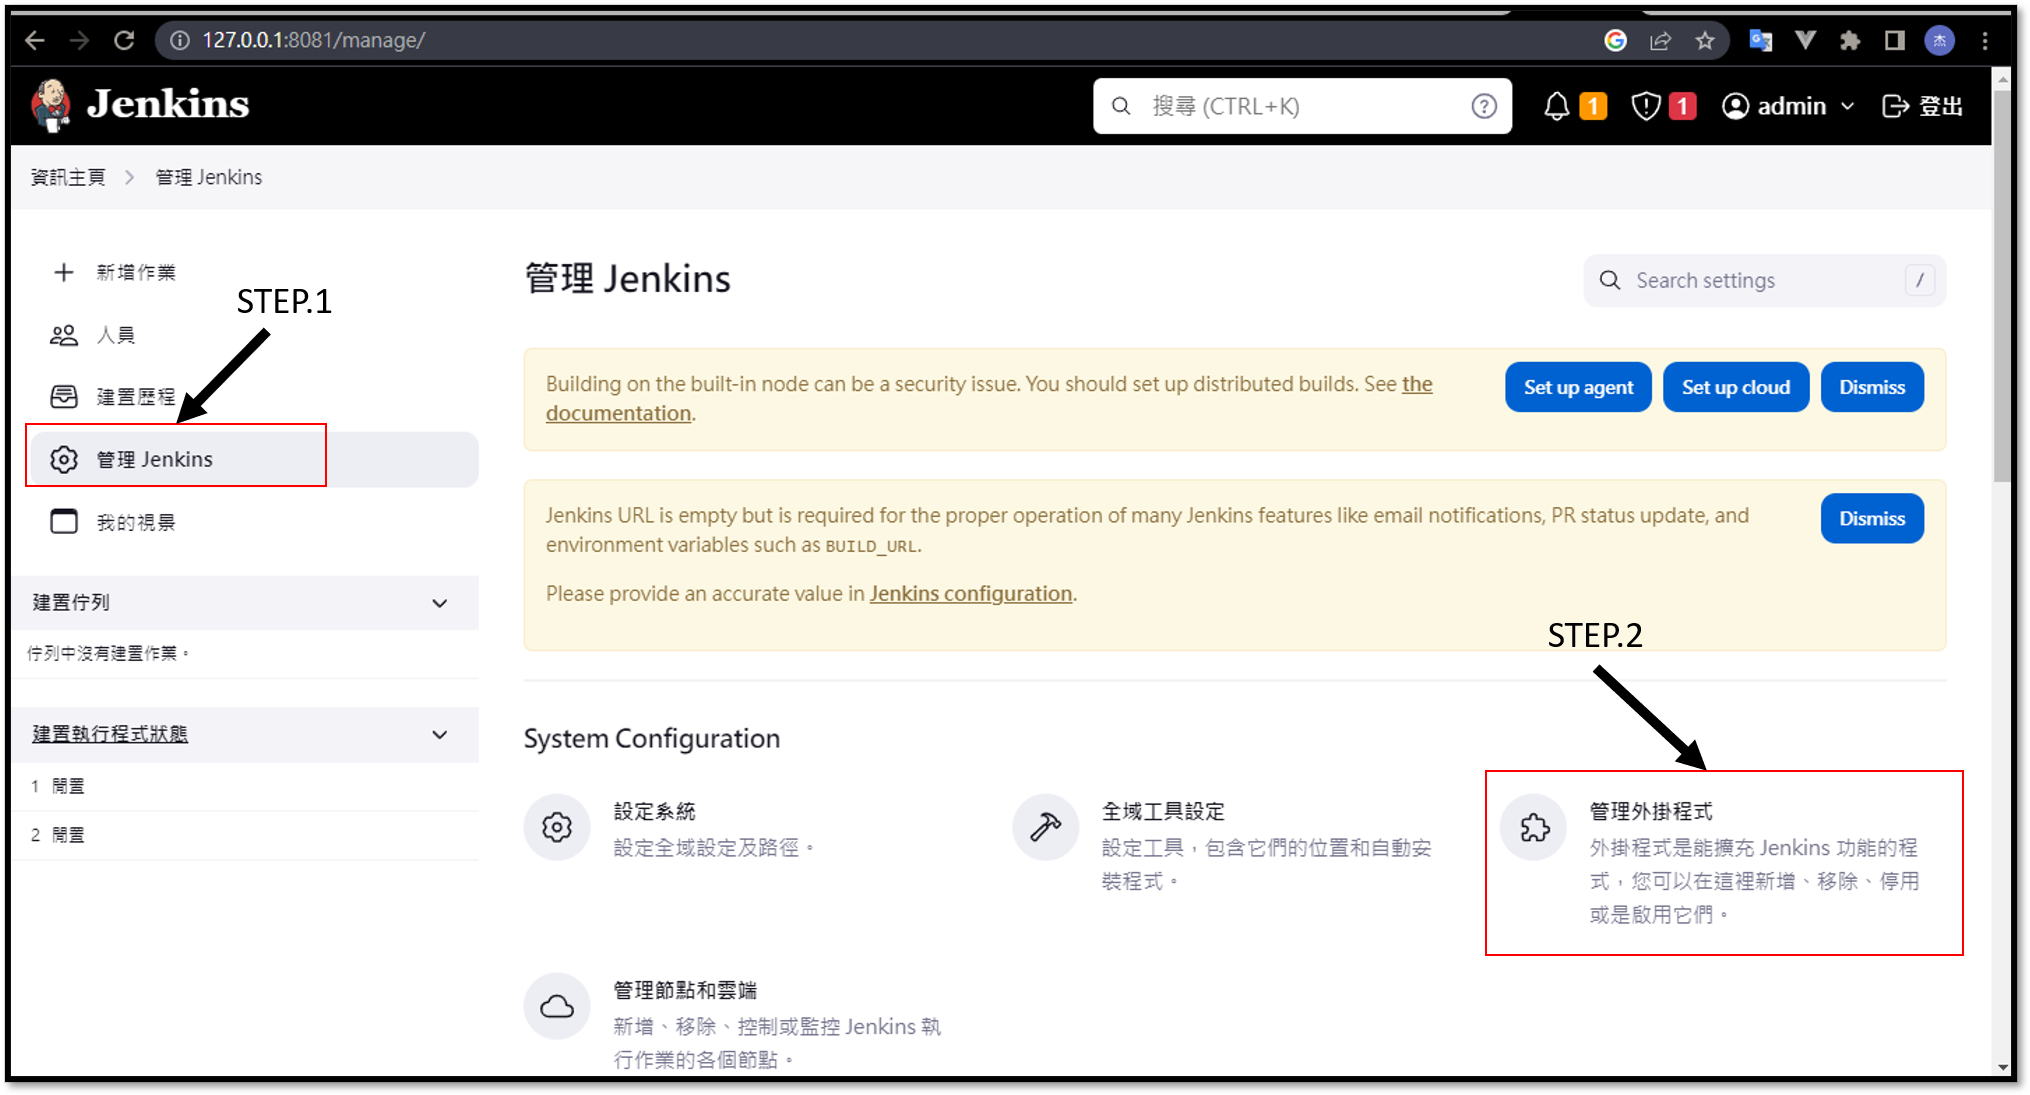 127.0.0.1:8081/manage/
杰
Jenkins
搜尋 (CTRL+K)
1
1
admin
登出
資訊主頁
管理 Jenkins
新增作業
STEP.1
人員
建置歷程
管理 Jenkins
我的視景
建置佇列
佇列中沒有建置作業。
建置執行程式狀態
1 閒置
2 閒置
管理 Jenkins
Search settings
/
Building on the built-in node can be a security issue. You should set up distributed builds. See the
documentation.
Set up agent
Set up cloud
Dismiss
Jenkins URL is empty but is required for the proper operation of many Jenkins features like email notifications, PR status update, and
environment variables such as BUILD_URL.
Dismiss
Please provide an accurate value in Jenkins configuration.
STEP.2
System Configuration
設定系統
設定全域設定及路徑。
全域工具設定
設定工具，包含它們的位置和自動安
裝程式。
管理外掛程式
外掛程式是能擴充 Jenkins 功能的程
式，您可以在這裡新增、移除、停用
或是啟用它們。
管理節點和雲端
新增、移除、控制或監控 Jenkins 執
行作業的各個節點。